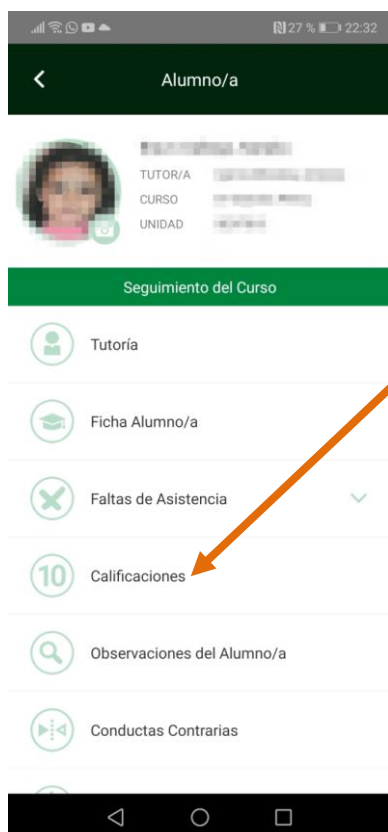 27 % 22:32
Alumno/a
TUTOR/A
CURSO
UNIDAD
Seguimiento del Curso
Tutoría
Ficha Alumno/a
Faltas de Asistencia
10 Calificaciones
Observaciones del Alumno/a
Conductas Contrarias